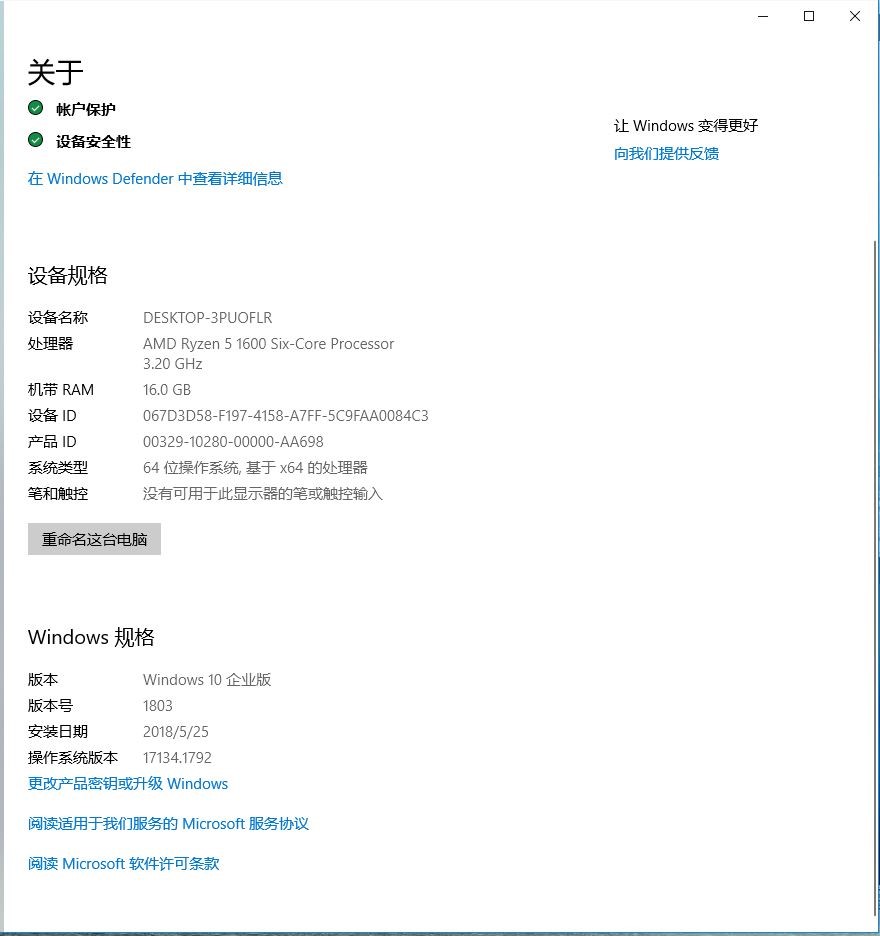 关于
帐户保护
设备安全性
在 Windows Defender 中查看详细信息
让 Windows 变得更好
向我们提供反馈
设备规格
设备名称 DESKTOP-3PUOFLR
处理器 AMD Ryzen 5 1600 Six-Core Processor
3.20 GHz
机带 RAM 16.0 GB
设备 ID 067D3D58-F197-4158-A7FF-5C9FAA0084C3
产品 ID 00329-10280-00000-AA698
系统类型 64 位操作系统, 基于 x64 的处理器
笔和触控 没有可用于此显示器的笔或触控输入
重命名这台电脑
Windows 规格
版本 Windows 10 企业版
版本号 1803
安装日期 2018/5/25
操作系统版本 17134.1792
更改产品密钥或升级 Windows
阅读适用于我们服务的 Microsoft 服务协议
阅读 Microsoft 软件许可条款